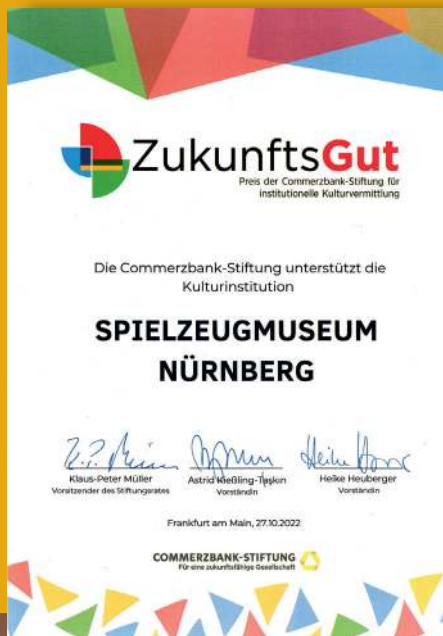 ZukunftsGut
Preis der Commerzbank-Stiftung für
institutionelle Kulturvermittlung
Die Commerzbank-Stiftung unterstützt die
Kulturinstitution
SPIELZEUGMUSEUM
NÜRNBERG
Klaus-Peter Müller
Vorsitzender des Stiftungsrates
Astrid Kießling-Taşkın
Vorständin
Heike Heuberger
Vorständin
Frankfurt am Main, 27.10.2022
COMMERZBANK-STIFTUNG
Für eine zukunftsfähige Gesellschaft